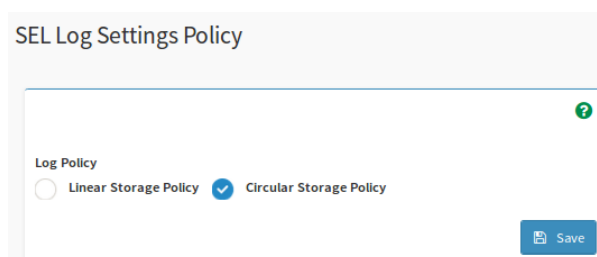 SEL Log Settings Policy
Log Policy
Linear Storage Policy Circular Storage Policy
Save